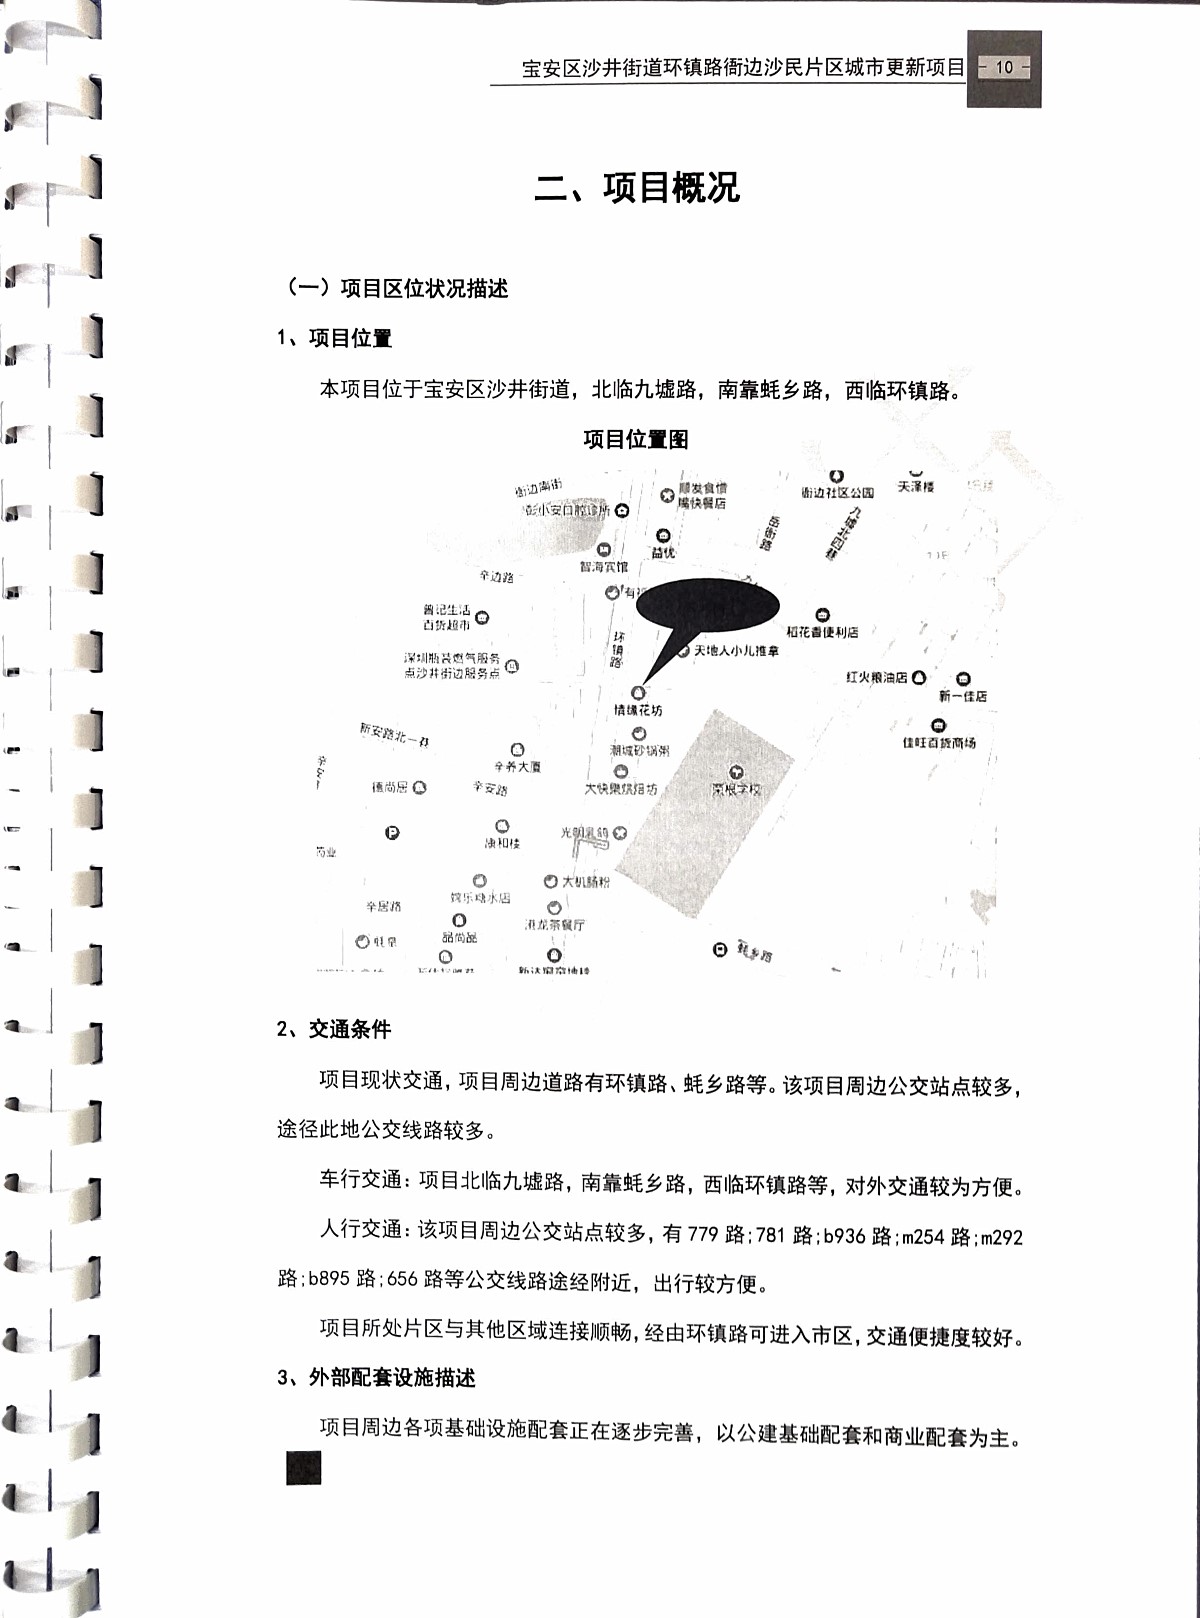 宝安区沙井街道环镇路衙边沙民片区城市更新项目
- 10 -
二、项目概况
（一）项目区位状况描述
1、项目位置
本项目位于宝安区沙井街道，北临九墟路，南靠蚝乡路，西临环镇路。
项目位置图
衙边南街
彭小安口腔诊所
顺发食惯
嘴快餐店
衙边社区公园
天泽楼
岳衙路
益优
智海宾馆
辛边路
有
曾记生活
百货超市
稻花香便利店
环镇路
天地人小儿推拿
深圳瓶装燃气服务
点沙井街边服务点
红火粮油店
新一佳店
情缘花坊
佳旺百货商场
新安路北一巷
潮城砂锅粥
辛养大厦
德尚居
辛安路
大快乐烘焙坊
荣根学校
P
康和楼
光明乳鸽
药业
大机肠粉
辛居路
港龙茶餐厅
品尚品
蚝乡路
2、交通条件
项目现状交通，项目周边道路有环镇路、蚝乡路等。该项目周边公交站点较多，
途径此地公交线路较多。
车行交通：项目北临九墟路，南靠蚝乡路，西临环镇路等，对外交通较为方便。
人行交通：该项目周边公交站点较多，有 779 路;781 路;b936 路;m254 路;m292
路;b895 路;656 路等公交线路途经附近，出行较方便。
项目所处片区与其他区域连接顺畅，经由环镇路可进入市区，交通便捷度较好。
3、外部配套设施描述
项目周边各项基础设施配套正在逐步完善，以公建基础配套和商业配套为主。